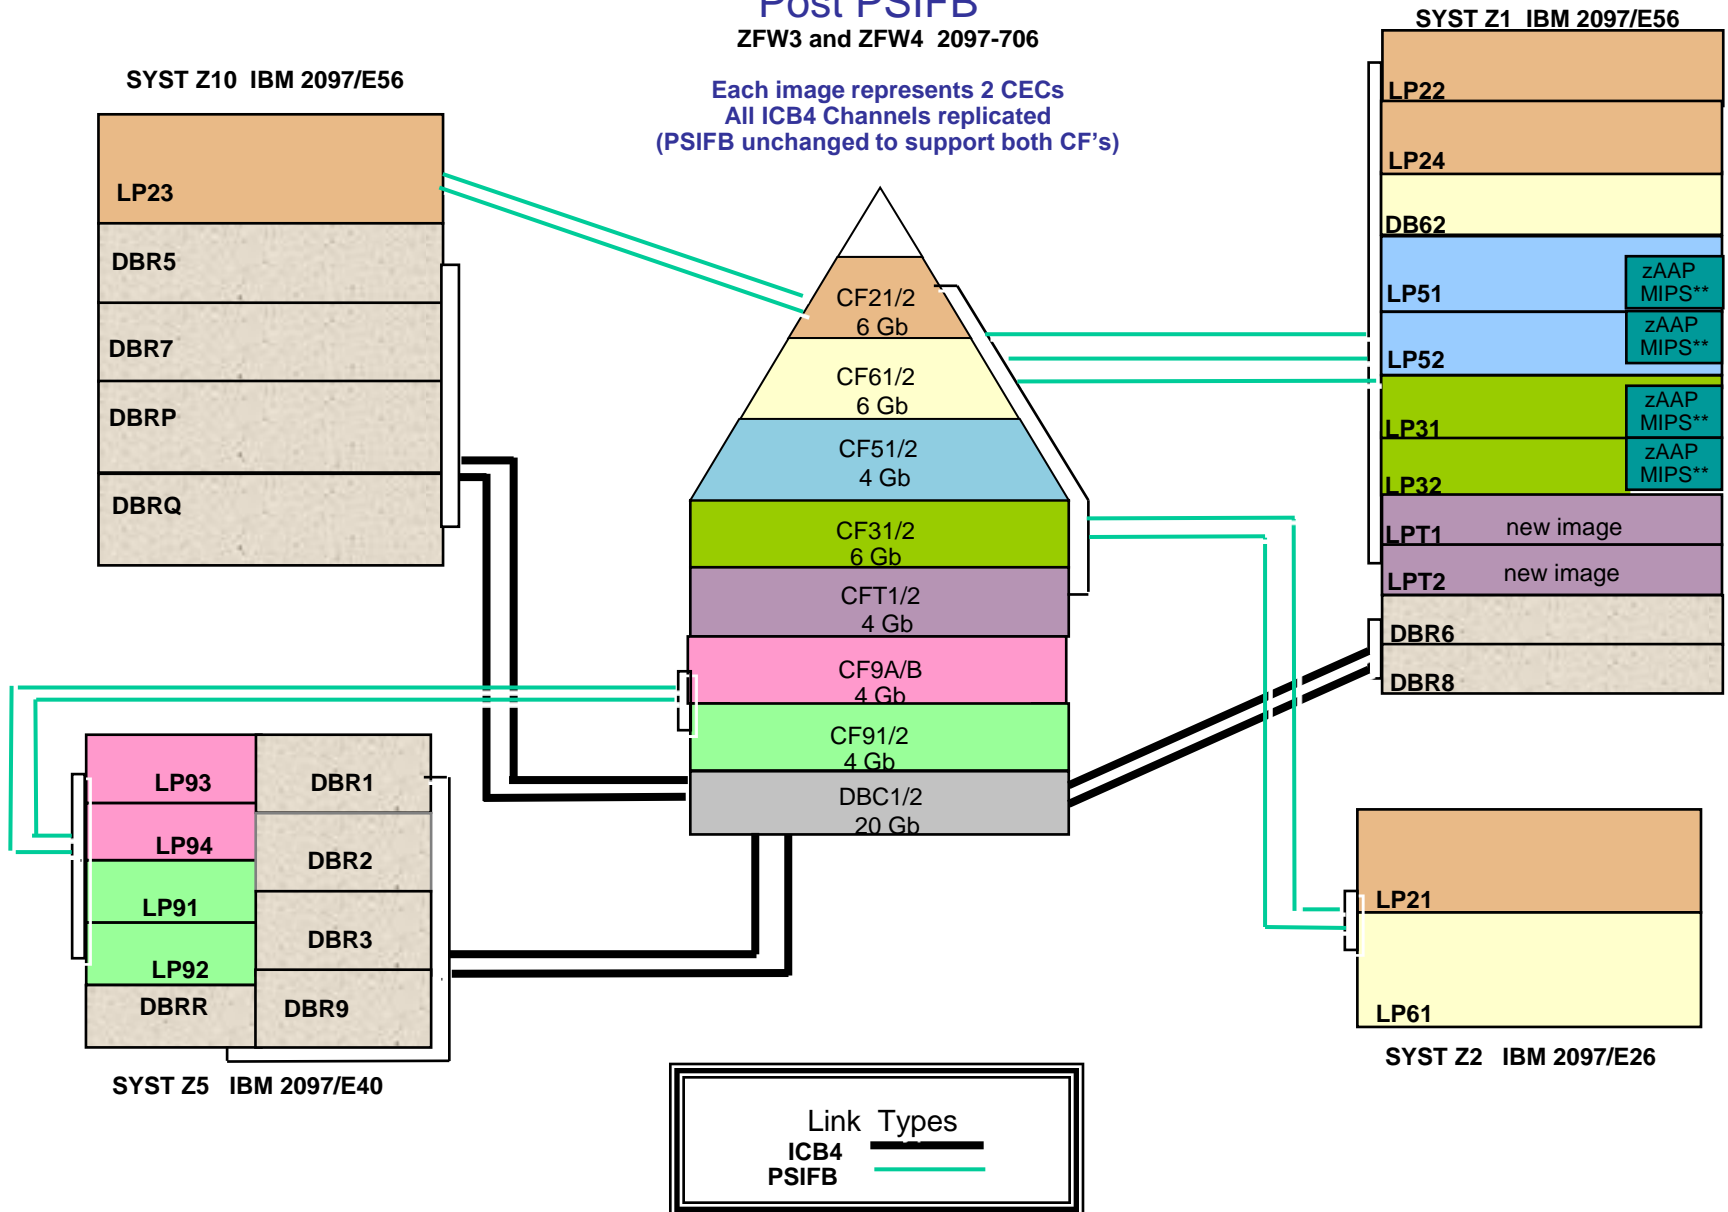 Post PSIFB
ZFW3 and ZFW4 2097-706
Each image represents 2 CECs
All ICB4 Channels replicated
(PSIFB unchanged to support both CF's)
SYST Z10 IBM 2097/E56
LP23
DBR5
DBR7
DBRP
DBRQ
SYST Z1 IBM 2097/E56
LP22
LP24
DB62
LP51
zAAP
MIPS**
LP52
zAAP
MIPS**
LP31
zAAP
MIPS**
LP32
zAAP
MIPS**
LPT1 new image
LPT2 new image
DBR6
DBR8
CF21/2
6 Gb
CF61/2
6 Gb
CF51/2
4 Gb
CF31/2
6 Gb
CFT1/2
4 Gb
CF9A/B
4 Gb
CF91/2
4 Gb
DBC1/2
20 Gb
LP93
LP94
LP91
LP92
DBRR
DBR1
DBR2
DBR3
DBR9
SYST Z5 IBM 2097/E40
LP21
LP61
SYST Z2 IBM 2097/E26
Link Types
ICB4
PSIFB